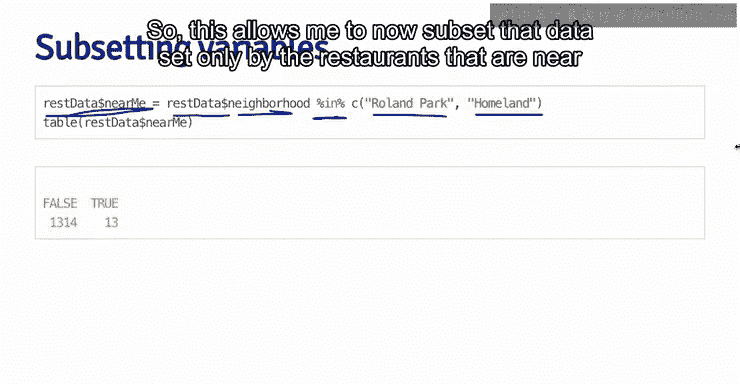 So, this allows me to now subset that data
set only by the restaurants that are near
Subsetting variables
restData$nearMe = restData$neighborhood %in% c("Roland Park", "Homeland")
table(restData$nearMe)
FALSE TRUE
1314 13